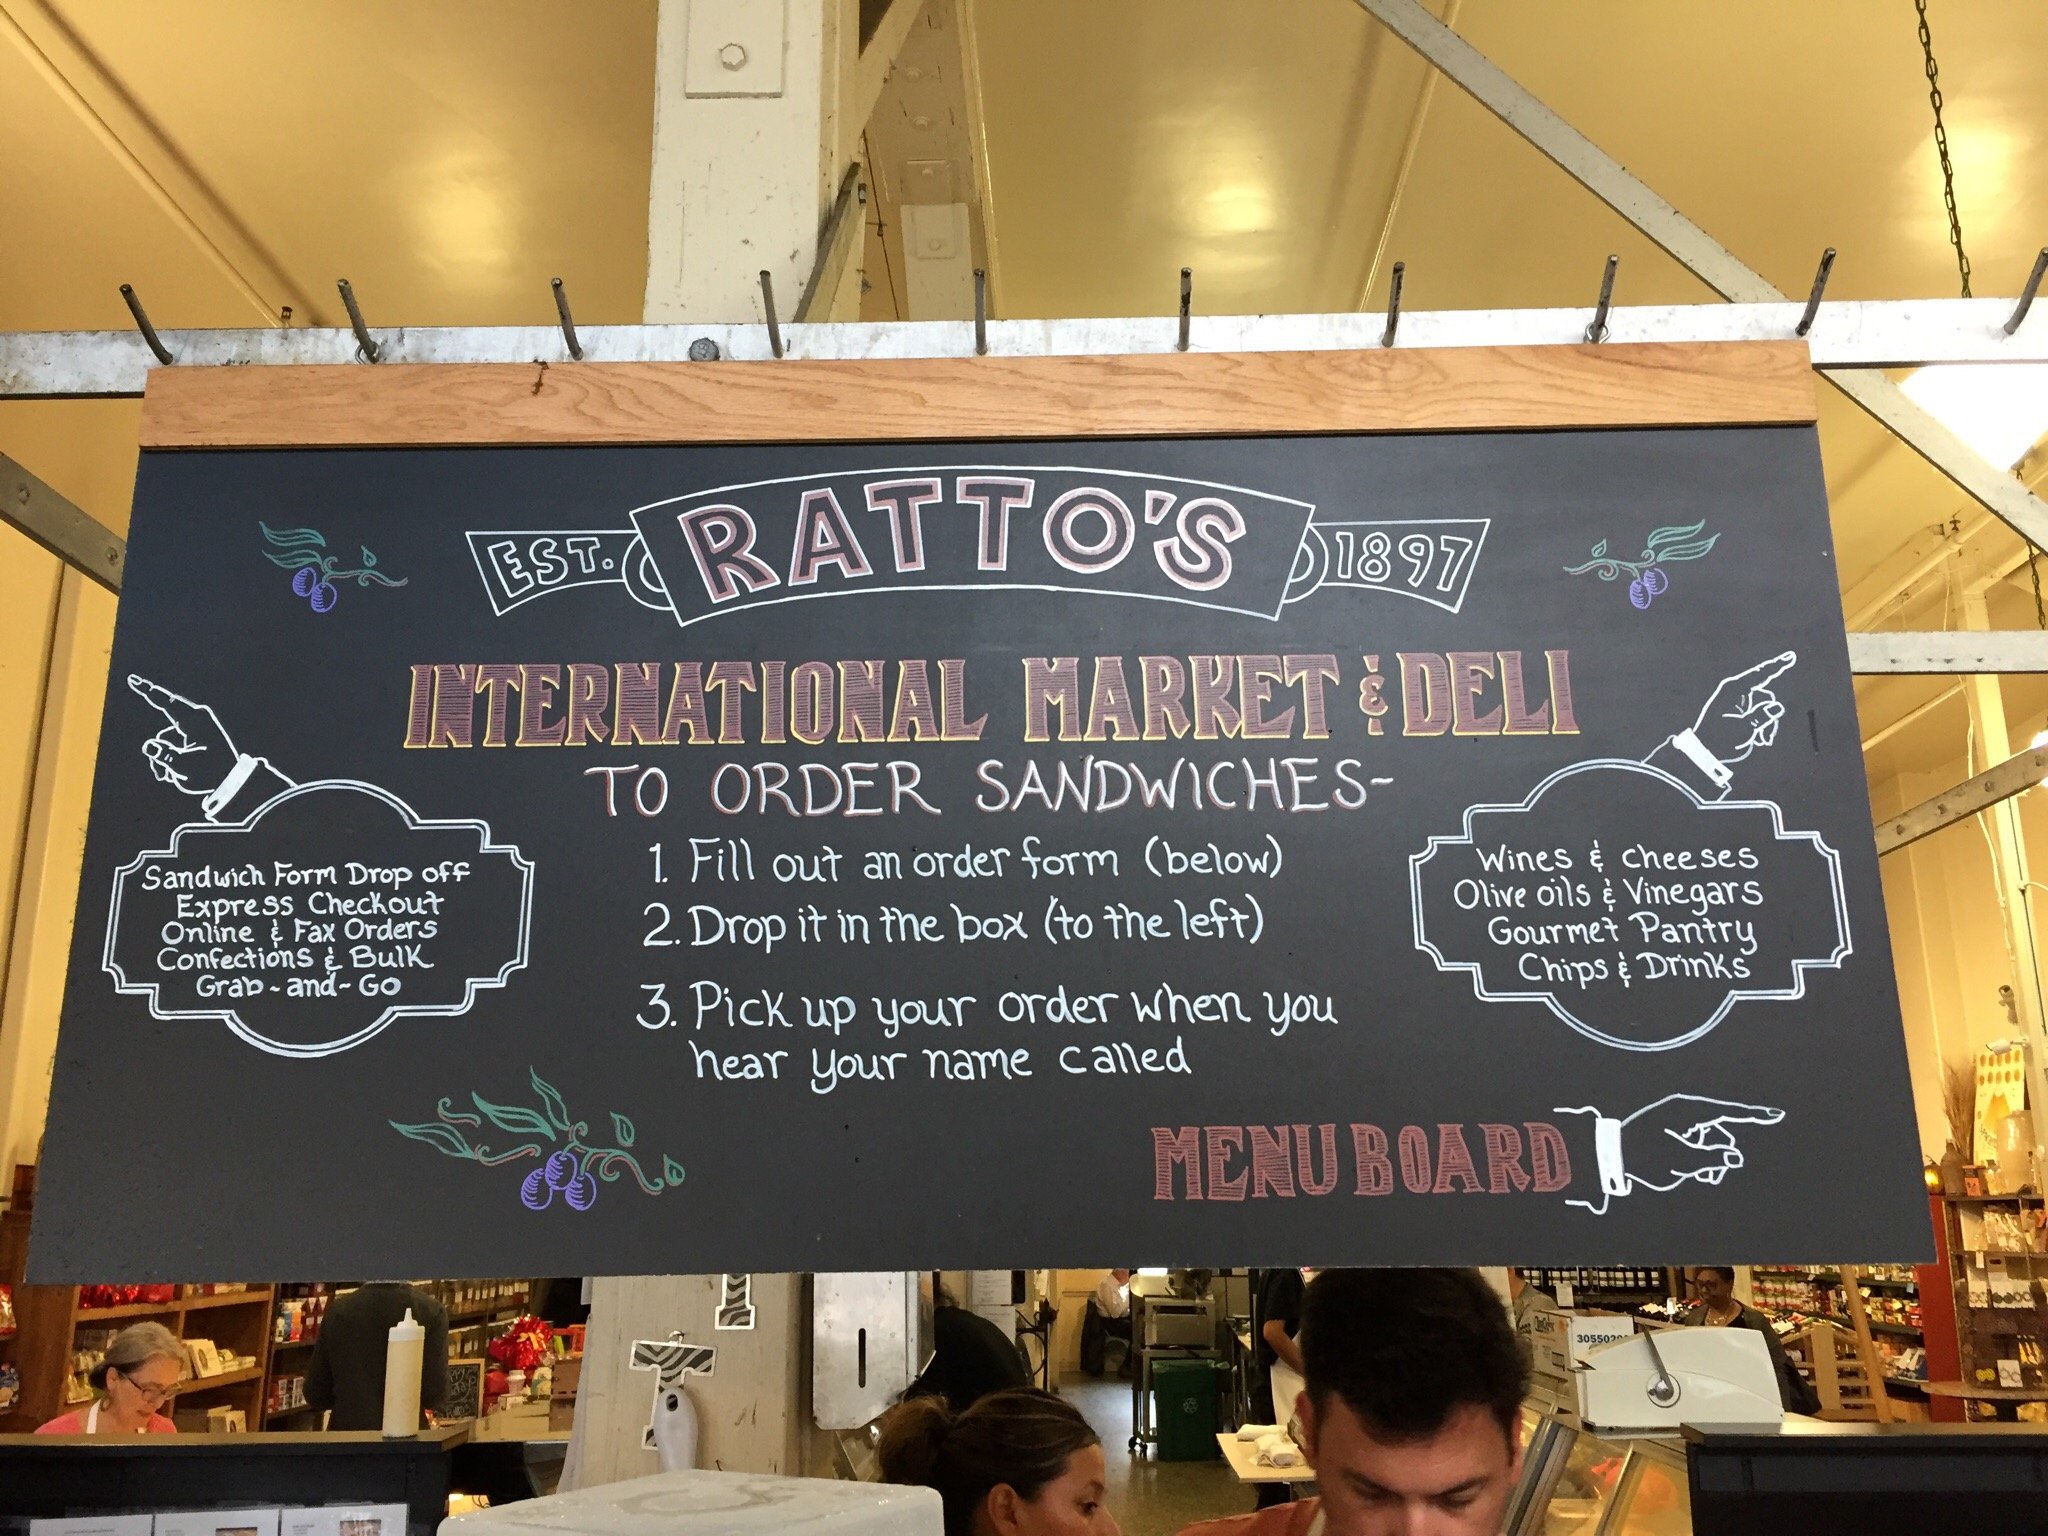 EST. RATTO'S 1897
INTERNATIONAL MARKET & DELI
TO ORDER SANDWICHES~
1. Fill out an order form (below)
2. Drop it in the box (to the left)
3. Pick up your order when you
hear your name called
Sandwich Form Drop off
Express Checkout
Online & Fax Orders
Confections & Bulk
Grab~and~Go
Wines & cheeses
Olive oils & Vinegars
Gourmet Pantry
Chips & Drinks
MENU BOARD